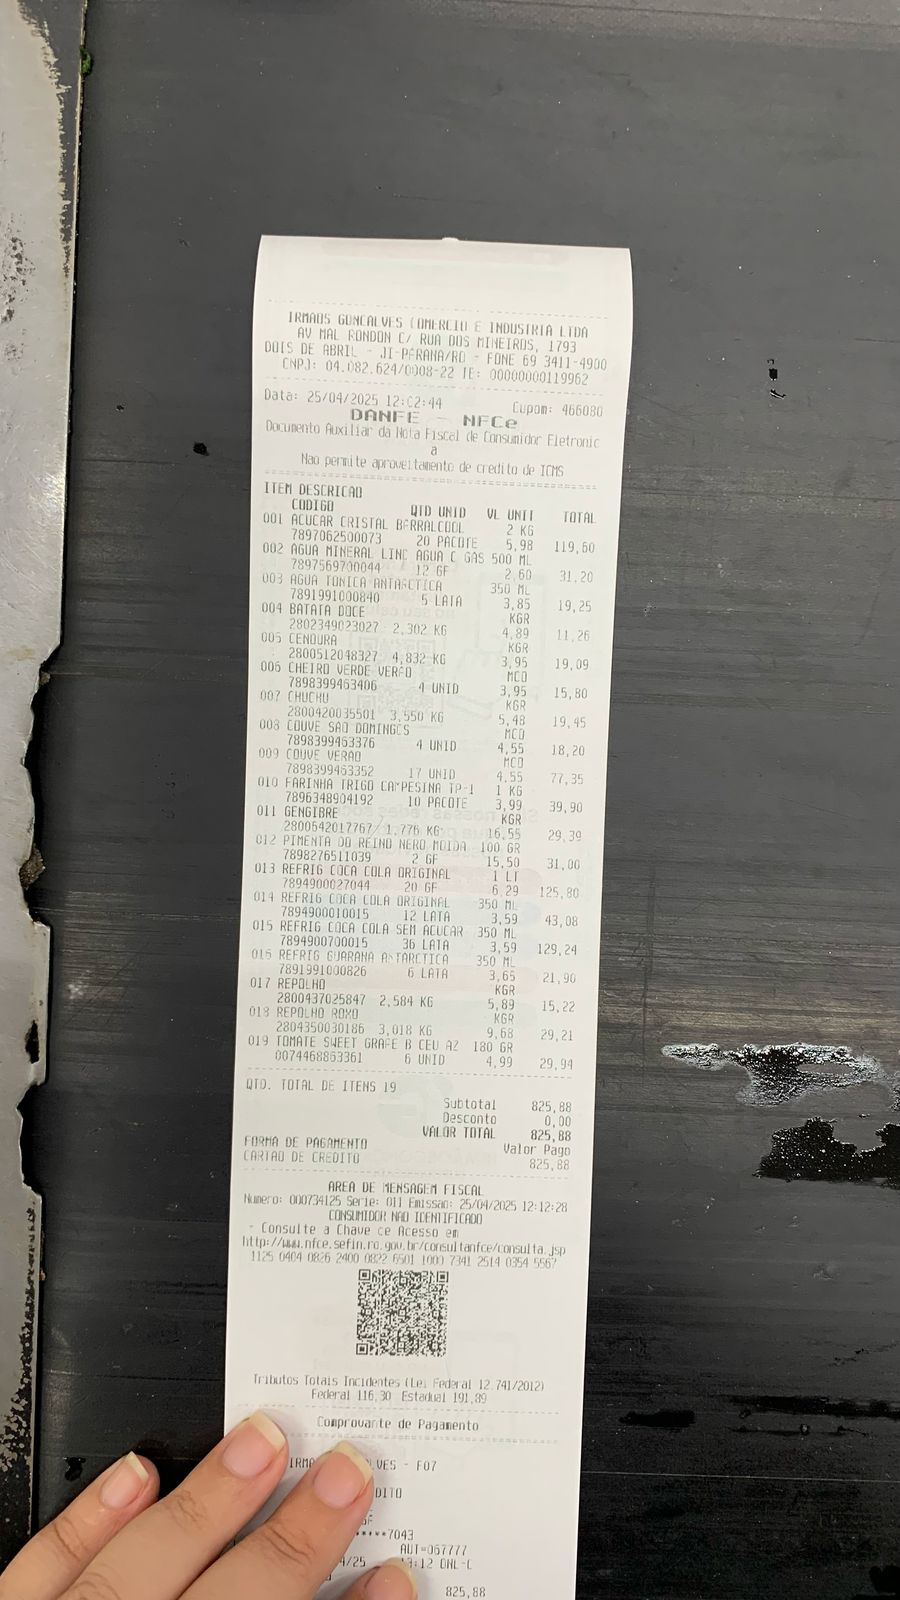 IRMAOS GONCALVES COMERCIO E INDUSTRIA LTDA
AV MAL RONDON C/ RUA DOS MINEIROS, 1793
DOIS DE ABRIL - JI-PARANA/RO - FONE 69 3411-4900
CNPJ: 04.082.624/0008-22 IE: 00000000119962
Data: 25/04/2025 12:02:44 Cupom: 466080
DANFE - NFCe
Documento Auxiliar da Nota Fiscal de Consumidor Eletronic
a
Nao permite aproveitamento de credito de ICMS
ITEM DESCRICAO
CODIGO QTD UNID VL UNIT TOTAL
001 ACUCAR CRISTAL BARRALCOOL 2 KG
7897062500073 20 PACOTE 5,98 119,60
002 AGUA MINERAL LIND AGUA C GAS 500 ML
7897569700044 12 GF 2,60 31,20
003 AGUA TONICA ANTARCTICA 350 ML
7891991000840 5 LATA 3,85 19,25
004 BATATA DOCE KGR
2802349023027 2,302 KG 4,89 11,26
005 CENOURA KGR
2800512048327 4,832 KG 3,95 19,09
006 CHEIRO VERDE VERAO MCO
7898399463406 4 UNID 3,95 15,80
007 CHUCHU KGR
2800420035501 3,550 KG 5,48 19,45
008 COUVE SAO DOMINGOS MCO
7898399463376 4 UNID 4,55 18,20
009 COUVE VERAO MCO
7898399463352 17 UNID 4,55 77,35
010 FARINHA TRIGO CAMPESINA TP-1 1 KG
7896348904192 10 PACOTE 3,99 39,90
011 GENGIBRE KGR
2800542017767 1,776 KG 16,55 29,39
012 PIMENTA DO REINO NERO MOIDA 100 GR
7898276511039 2 GF 15,50 31,00
013 REFRIG COCA COLA ORIGINAL 1 LT
7894900027044 20 GF 6,29 125,80
014 REFRIG COCA COLA ORIGINAL 350 ML
7894900010015 12 LATA 3,59 43,08
015 REFRIG COCA COLA SEM ACUCAR 350 ML
7894900700015 36 LATA 3,59 129,24
016 REFRIG GUARANA ANTARCTICA 350 ML
7891991000826 6 LATA 3,65 21,90
017 REPOLHO KGR
2800437025847 2,584 KG 5,89 15,22
018 REPOLHO ROXO KGR
2804350030186 3,018 KG 9,68 29,21
019 TOMATE SWEET GRAPE B CEU A2 180 GR
0074468863361 6 UNID 4,99 29,94
QTD. TOTAL DE ITENS 19
Subtotal 825,88
Desconto 0,00
VALOR TOTAL 825,88
FORMA DE PAGAMENTO Valor Pago
CARTAO DE CREDITO 825,88
AREA DE MENSAGEM FISCAL
Numero: 000734125 Serie: 011 Emissao: 25/04/2025 12:12:28
CONSUMIDOR NAO IDENTIFICADO
- Consulte a Chave de Acesso em
http://www.nfce.sefin.ro.gov.br/consultanfce/consulta.jsp
1125 0404 0826 2400 0822 6501 1000 7341 2514 0354 5567
Tributos Totais Incidentes (Lei Federal 12.741/2012)
Federal 116,30 Estadual 191,89
Comprovante de Pagamento
LVES - F07
7043
AUT=067777
ONL-C
825,88